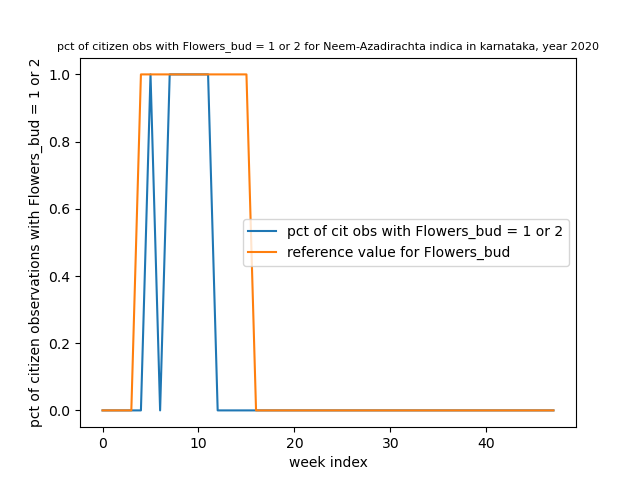 pct of citizen obs with Flowers_bud = 1 or 2 for Neem-Azadirachta indica in karnataka, year 2020
pct of citizen observations with Flowers_bud = 1 or 2
1.0
0.8
0.6
0.4
0.2
0.0
pct of cit obs with Flowers_bud = 1 or 2
reference value for Flowers_bud
0 10 20 30 40
week index